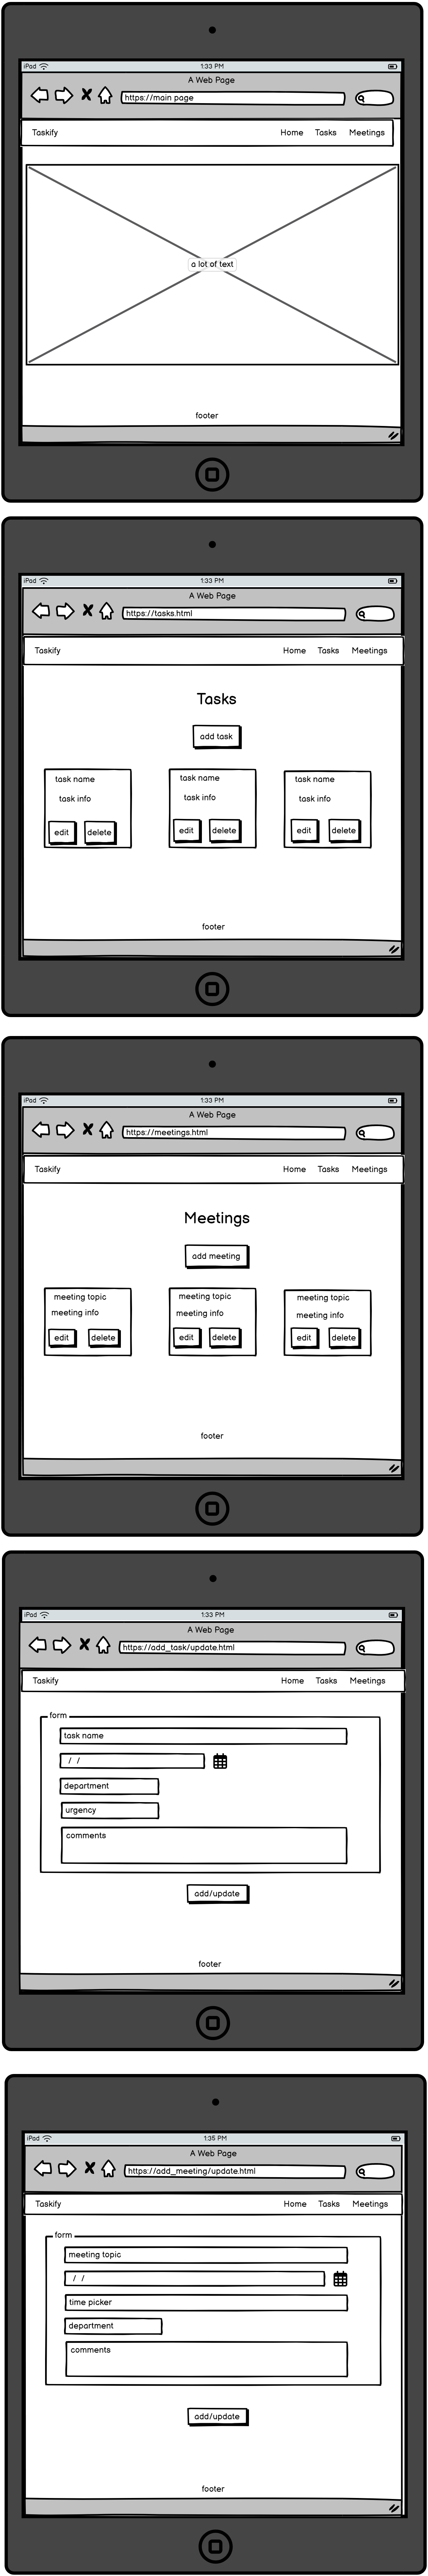 iPad 1:33 PM
A Web Page
https://main page
Taskify Home Tasks Meetings
a lot of text
footer
iPad 1:33 PM
A Web Page
https://tasks.html
Taskify Home Tasks Meetings
Tasks
add task
task name task name task name
task info task info task info
edit delete edit delete edit delete
footer
iPad 1:33 PM
A Web Page
https://meetings.html
Taskify Home Tasks Meetings
Meetings
add meeting
meeting topic meeting topic meeting topic
meeting info meeting info meeting info
edit delete edit delete edit delete
footer
iPad 1:33 PM
A Web Page
https://add_task/update.html
Taskify Home Tasks Meetings
form
task name
/ /
department
urgency
comments
add/update
footer
iPad 1:35 PM
A Web Page
https://add_meeting/update.html
Taskify Home Tasks Meetings
form
meeting topic
/ /
time picker
department
comments
add/update
footer